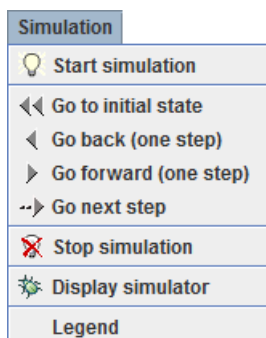 Simulation
Start simulation
Go to initial state
Go back (one step)
Go forward (one step)
Go next step
Stop simulation
Display simulator
Legend